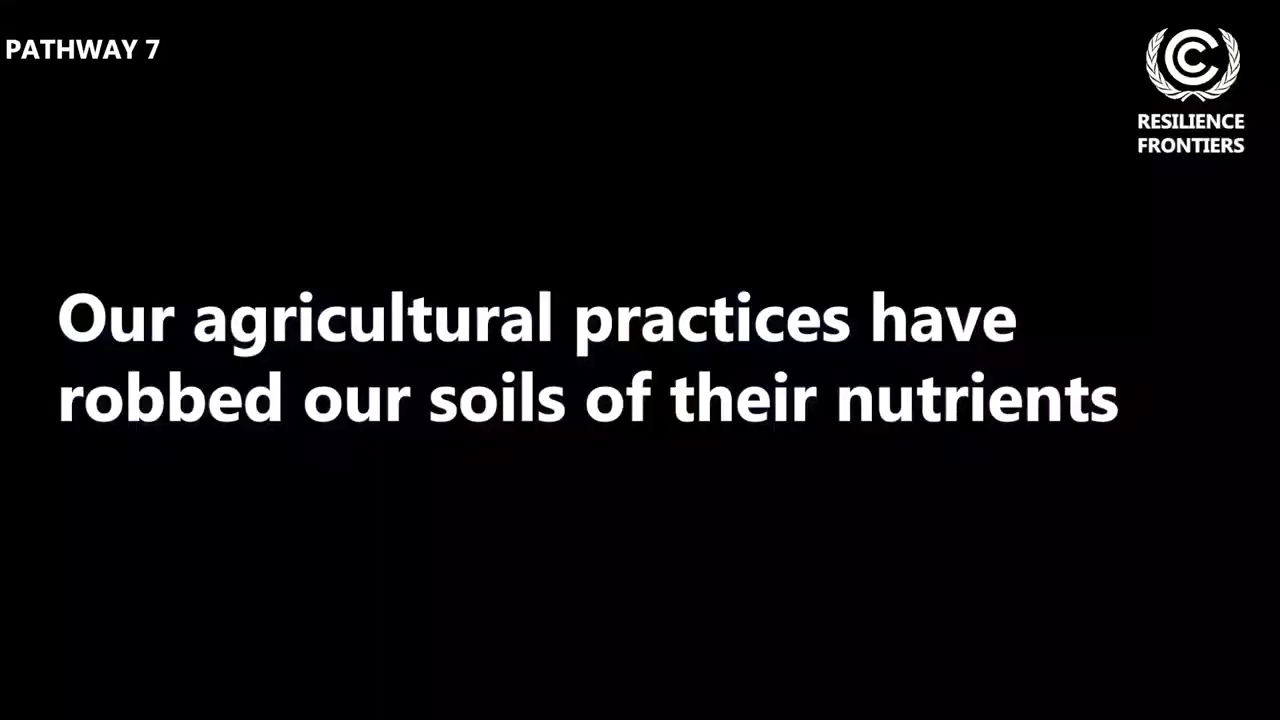 PATHWAY 7
RESILIENCE
FRONTIERS
Our agricultural practices have
robbed our soils of their nutrients